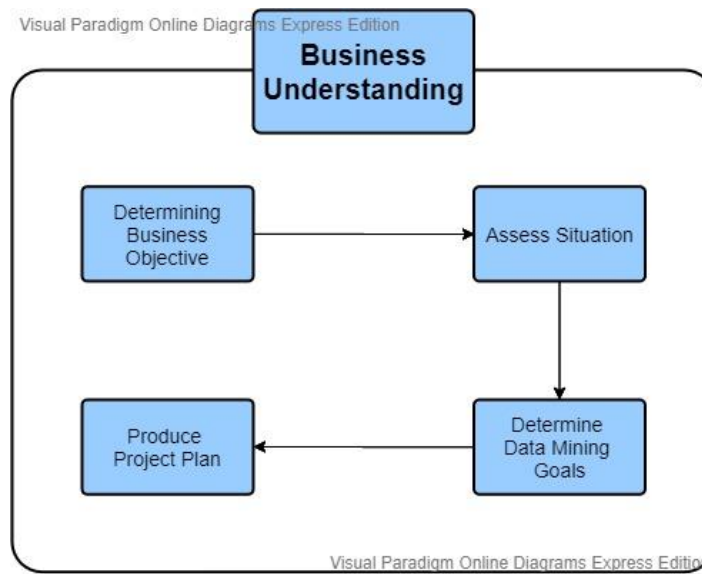 Visual Paradigm Online Diagrams Express Edition
Business
Understanding
Determining
Business
Objective
Assess Situation
Produce
Project Plan
Determine
Data Mining
Goals
Visual Paradigm Online Diagrams Express Edition